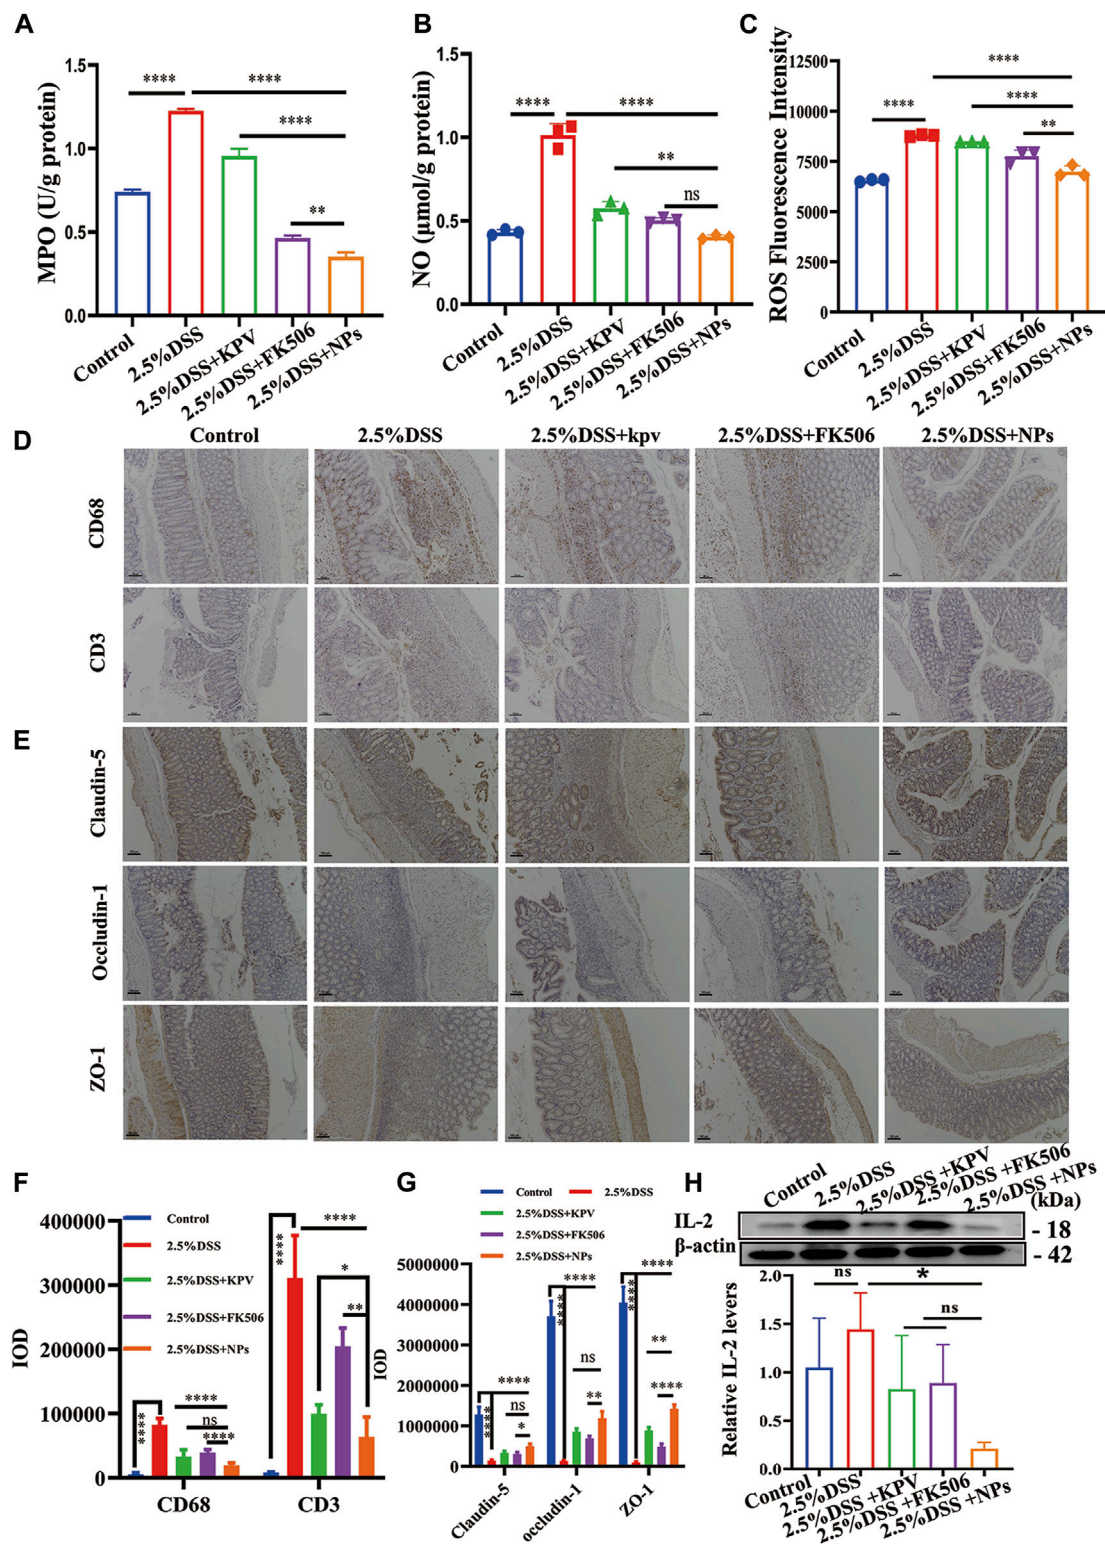 A
MPO (U/g protein)
1.5
1.0
0.5
0.0
****
****
****
**
Control
2.5%DSS
2.5%DSS+KPV
2.5%DSS+FK506
2.5%DSS+NPs
B
NO (μmol/g protein)
1.5
1.0
0.5
0.0
****
****
**
ns
Control
2.5%DSS
2.5%DSS+KPV
2.5%DSS+FK506
2.5%DSS+NPs
C
ROS Fluorescence Intensity
12500
10000
7500
5000
2500
0
****
****
****
**
Control
2.5%DSS
2.5%DSS+KPV
2.5%DSS+FK506
2.5%DSS+NPs
D
Control
2.5%DSS
2.5%DSS+kpv
2.5%DSS+FK506
2.5%DSS+NPs
CD68
CD3
E
Claudin-5
Occludin-1
ZO-1
F
IOD
400000
300000
200000
100000
0
Control
2.5%DSS
2.5%DSS+KPV
2.5%DSS+FK506
2.5%DSS+NPs
****
****
ns
****
****
****
*
**
CD68
CD3
G
Control
2.5%DSS
2.5%DSS+KPV
2.5%DSS+FK506
2.5%DSS+NPs
IOD
5000000
4000000
3000000
2000000
1000000
0
****
****
ns
*
****
****
ns
**
****
****
**
****
Claudin-5
occludin-1
ZO-1
H
Control
2.5%DSS
2.5%DSS +KPV
2.5%DSS +FK506
2.5%DSS +NPs
(kDa)
IL-2
- 18
β-actin
- 42
Relative IL-2 levers
2.0
1.5
1.0
0.5
0.0
ns
*
ns
Control
2.5%DSS
2.5%DSS +KPV
2.5%DSS +FK506
2.5%DSS +NPs